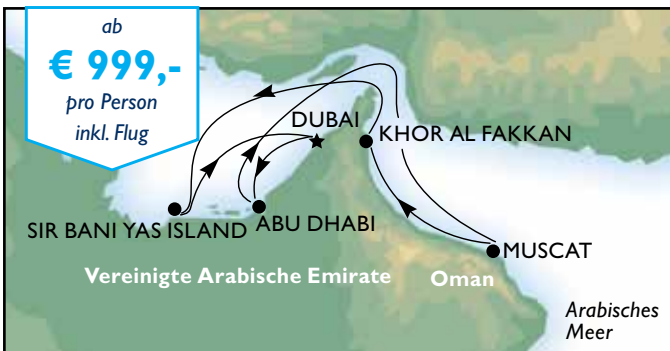 ab
€ 999,-
pro Person
inkl. Flug
DUBAI
KHOR AL FAKKAN
SIR BANI YAS ISLAND
ABU DHABI
MUSCAT
Vereinigte Arabische Emirate
Oman
Arabisches
Meer